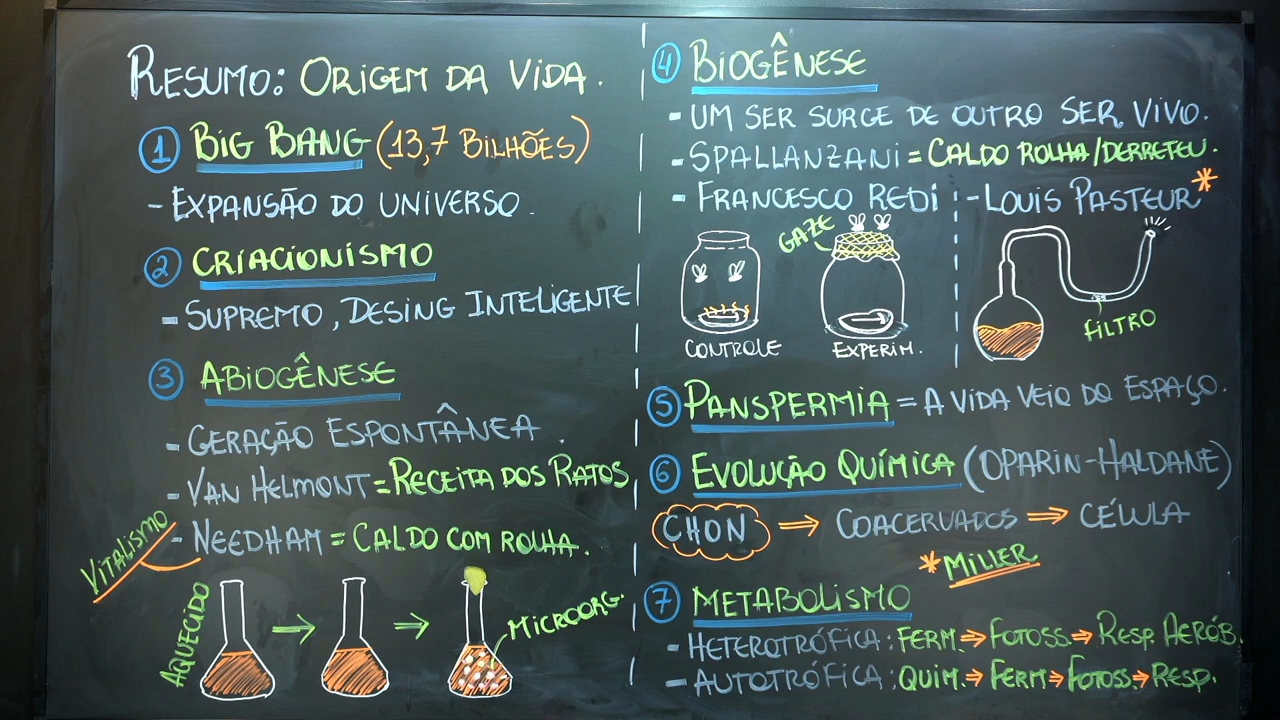 RESUMO: ORIGEM DA VIDA.
1 BIG BANG (13,7 BILHÕES)
- EXPANSÃO DO UNIVERSO.
2 CRIACIONISMO
- SUPREMO, DESING INTELIGENTE
3 ABIOGÊNESE
- GERAÇÃO ESPONTÂNEA.
- VAN HELMONT = RECEITA DOS RATOS
- NEEDHAM = CALDO COM ROLHA.
VITALISMO
AQUECIDO
MICROORG.
4 BIOGÊNESE
- UM SER SURGE DE OUTRO SER VIVO.
- SPALLANZANI = CALDO ROLHA/DERRETEU.
- FRANCESCO REDI
GAZE
CONTROLE
EXPERIM.
- LOUIS PASTEUR*
FILTRO
5 PANSPERMIA = A VIDA VEIO DO ESPAÇO.
6 EVOLUÇÃO QUÍMICA (OPARIN-HALDANE)
CHON ⇒ COACERVADOS ⇒ CÉLULA
*MILLER
7 METABOLISMO
- HETEROTRÓFICA: FERM. ⇒ FOTOSS ⇒ RESP. AERÓB.
- AUTOTRÓFICA: QUIM. ⇒ FERM ⇒ FOTOSS. ⇒ RESP.